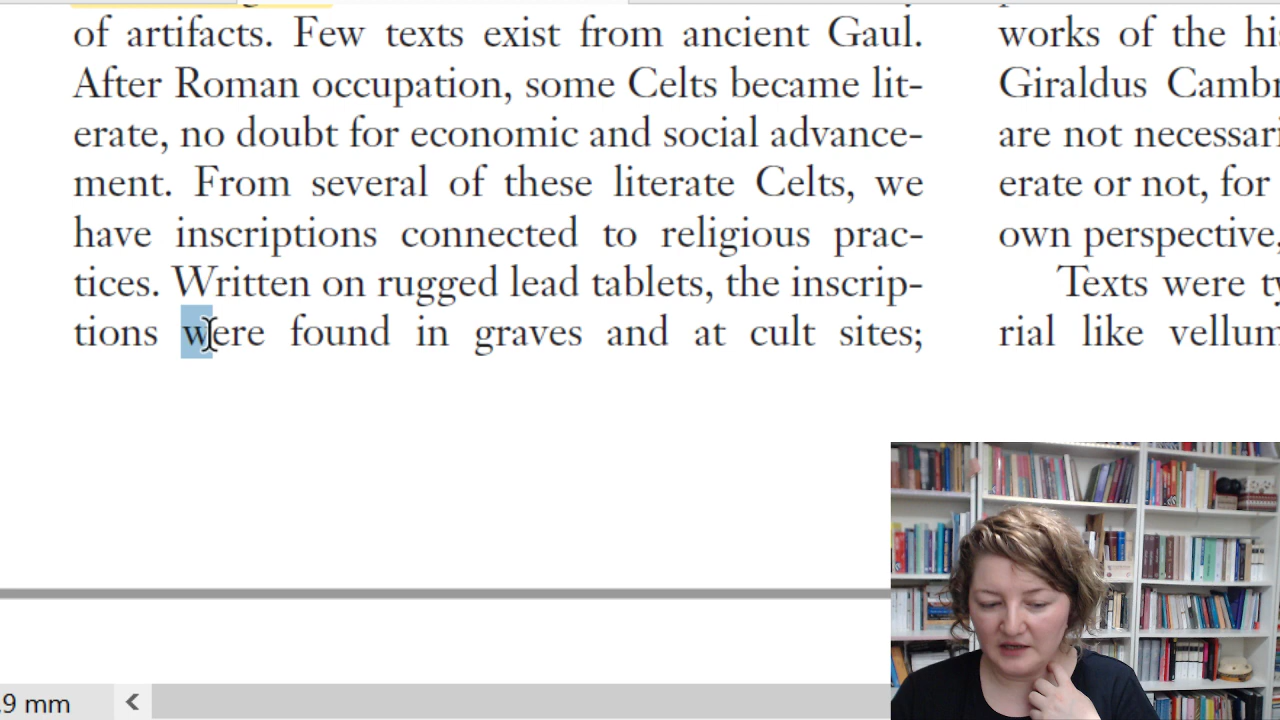 of artifacts. Few texts exist from ancient Gaul.
After Roman occupation, some Celts became lit-
erate, no doubt for economic and social advance-
ment. From several of these literate Celts, we
have inscriptions connected to religious prac-
tices. Written on rugged lead tablets, the inscrip-
tions were found in graves and at cult sites;
works of the his
Giraldus Cambr
are not necessari
erate or not, for
own perspective,
Texts were ty
rial like vellum
.9 mm